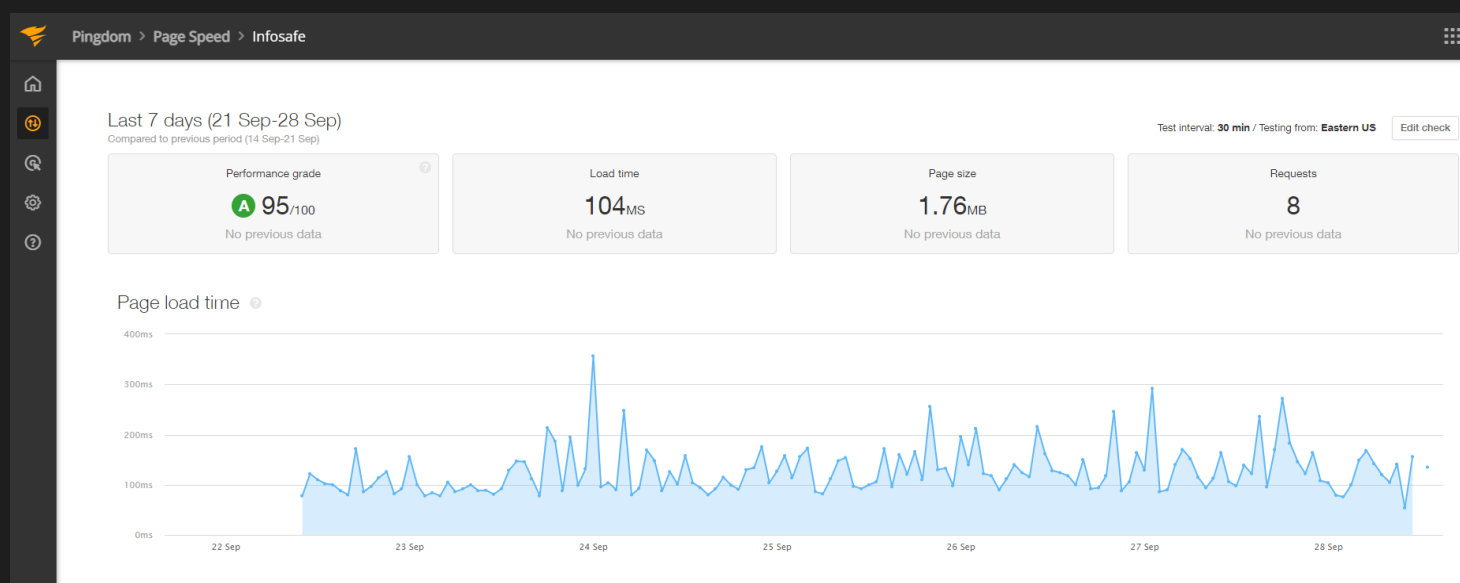 Pingdom > Page Speed > Infosafe
Last 7 days (21 Sep-28 Sep)
Compared to previous period (14 Sep-21 Sep)
Test interval: 30 min / Testing from: Eastern US
Edit check
Performance grade
?
A 95/100
No previous data
Load time
104MS
No previous data
Page size
1.76MB
No previous data
Requests
8
No previous data
Page load time ?
400ms
300ms
200ms
100ms
0ms
22 Sep
23 Sep
24 Sep
25 Sep
26 Sep
27 Sep
28 Sep